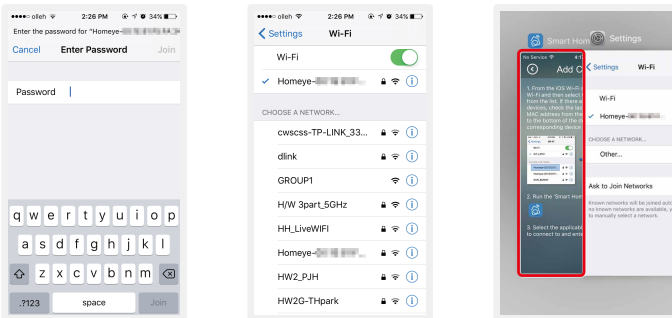 olleh 2:26 PM 34%
Enter the password for "Homeye-
Cancel Enter Password Join
Password
q w e r t y u i o p
a s d f g h j k l
z x c v b n m
.?123 space Join
olleh 2:26 PM 34%
Settings Wi-Fi
Wi-Fi
Homeye-
CHOOSE A NETWORK...
cwscss-TP-LINK_33...
dlink
GROUP1
H/W 3part_5GHz
HH_LiveWIFI
Homeye-
HW2_PJH
HW2G-THpark
Smart Hom
No Service
Add C
1. From the iOS Wi-Fi
Wi-Fi and then select
from the list. If there a
devices, check the las
MAC address from the
to the bottom of the de
corresponding device
2. Run the 'Smart Hom
3. Select the applicabl
to connect to and ente
Settings
Settings Wi-Fi
Wi-Fi
Homeye-
CHOOSE A NETWORK...
Other...
Ask to Join Networks
Known networks will be joined auto
no known networks are available, y
to manually select a network.